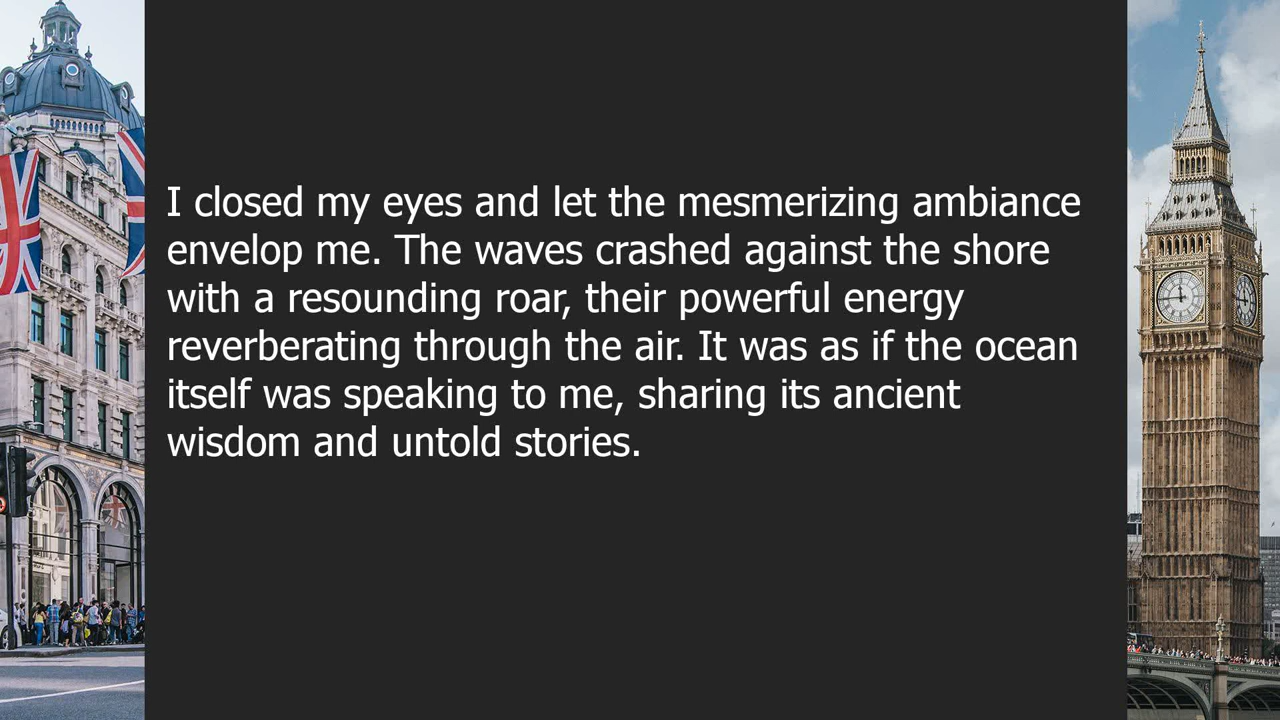 I closed my eyes and let the mesmerizing ambiance
envelop me. The waves crashed against the shore
with a resounding roar, their powerful energy
reverberating through the air. It was as if the ocean
itself was speaking to me, sharing its ancient
wisdom and untold stories.